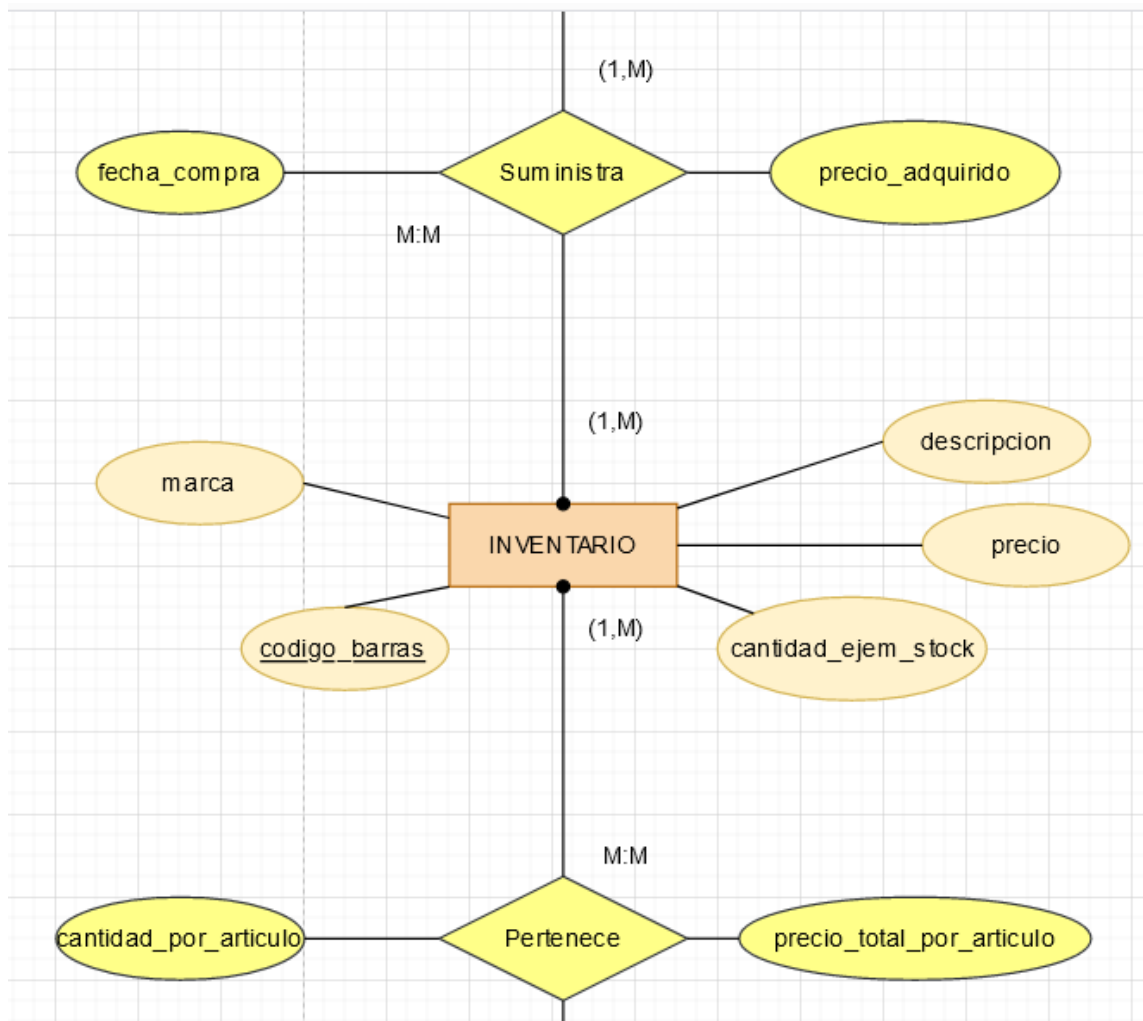 (1,M)
fecha_compra
Suministra
precio_adquirido
M:M
(1,M)
descripcion
marca
INVENTARIO
precio
(1,M)
codigo_barras
cantidad_ejem_stock
M:M
cantidad_por_articulo
Pertenece
precio_total_por_articulo